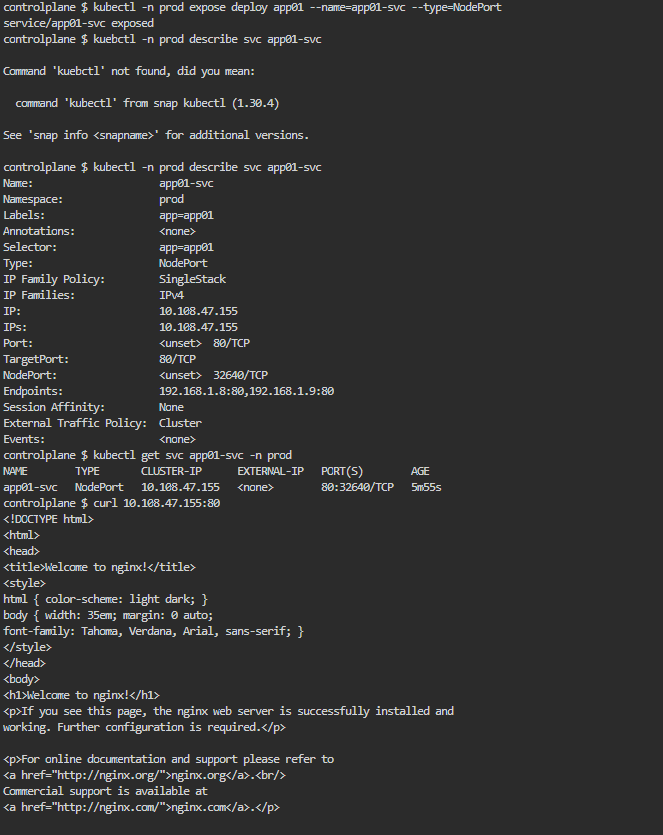 controlplane $ kubectl -n prod expose deploy app01 --name=app01-svc --type=NodePort
service/app01-svc exposed
controlplane $ kubectl -n prod describe svc app01-svc

Command 'kuebctl' not found, did you mean:

  command 'kubectl' from snap kubectl (1.30.4)

See 'snap info <snapname>' for additional versions.

controlplane $ kubectl -n prod describe svc app01-svc
Name:                     app01-svc
Namespace:                prod
Labels:                   app=app01
Annotations:              <none>
Selector:                 app=app01
Type:                     NodePort
IP Family Policy:         SingleStack
IP Families:              IPv4
IP:                       10.108.47.155
IPs:                      10.108.47.155
Port:                     <unset>  80/TCP
TargetPort:               80/TCP
NodePort:                 <unset>  32640/TCP
Endpoints:                192.168.1.8:80,192.168.1.9:80
Session Affinity:         None
External Traffic Policy:  Cluster
Events:                   <none>
controlplane $ kubectl get svc app01-svc -n prod
NAME        TYPE       CLUSTER-IP      EXTERNAL-IP   PORT(S)        AGE
app01-svc   NodePort   10.108.47.155   <none>        80:32640/TCP   5m55s
controlplane $ curl 10.108.47.155:80
<!DOCTYPE html>
<html>
<head>
<title>Welcome to nginx!</title>
<style>
html { color-scheme: light dark; }
body { width: 35em; margin: 0 auto;
font-family: Tahoma, Verdana, Arial, sans-serif; }
</style>
</head>
<body>
<h1>Welcome to nginx!</h1>
<p>If you see this page, the nginx web server is successfully installed and
working. Further configuration is required.</p>

<p>For online documentation and support please refer to
<a href="http://nginx.org/">nginx.org</a>.<br/>
Commercial support is available at
<a href="http://nginx.com/">nginx.com</a>.</p>